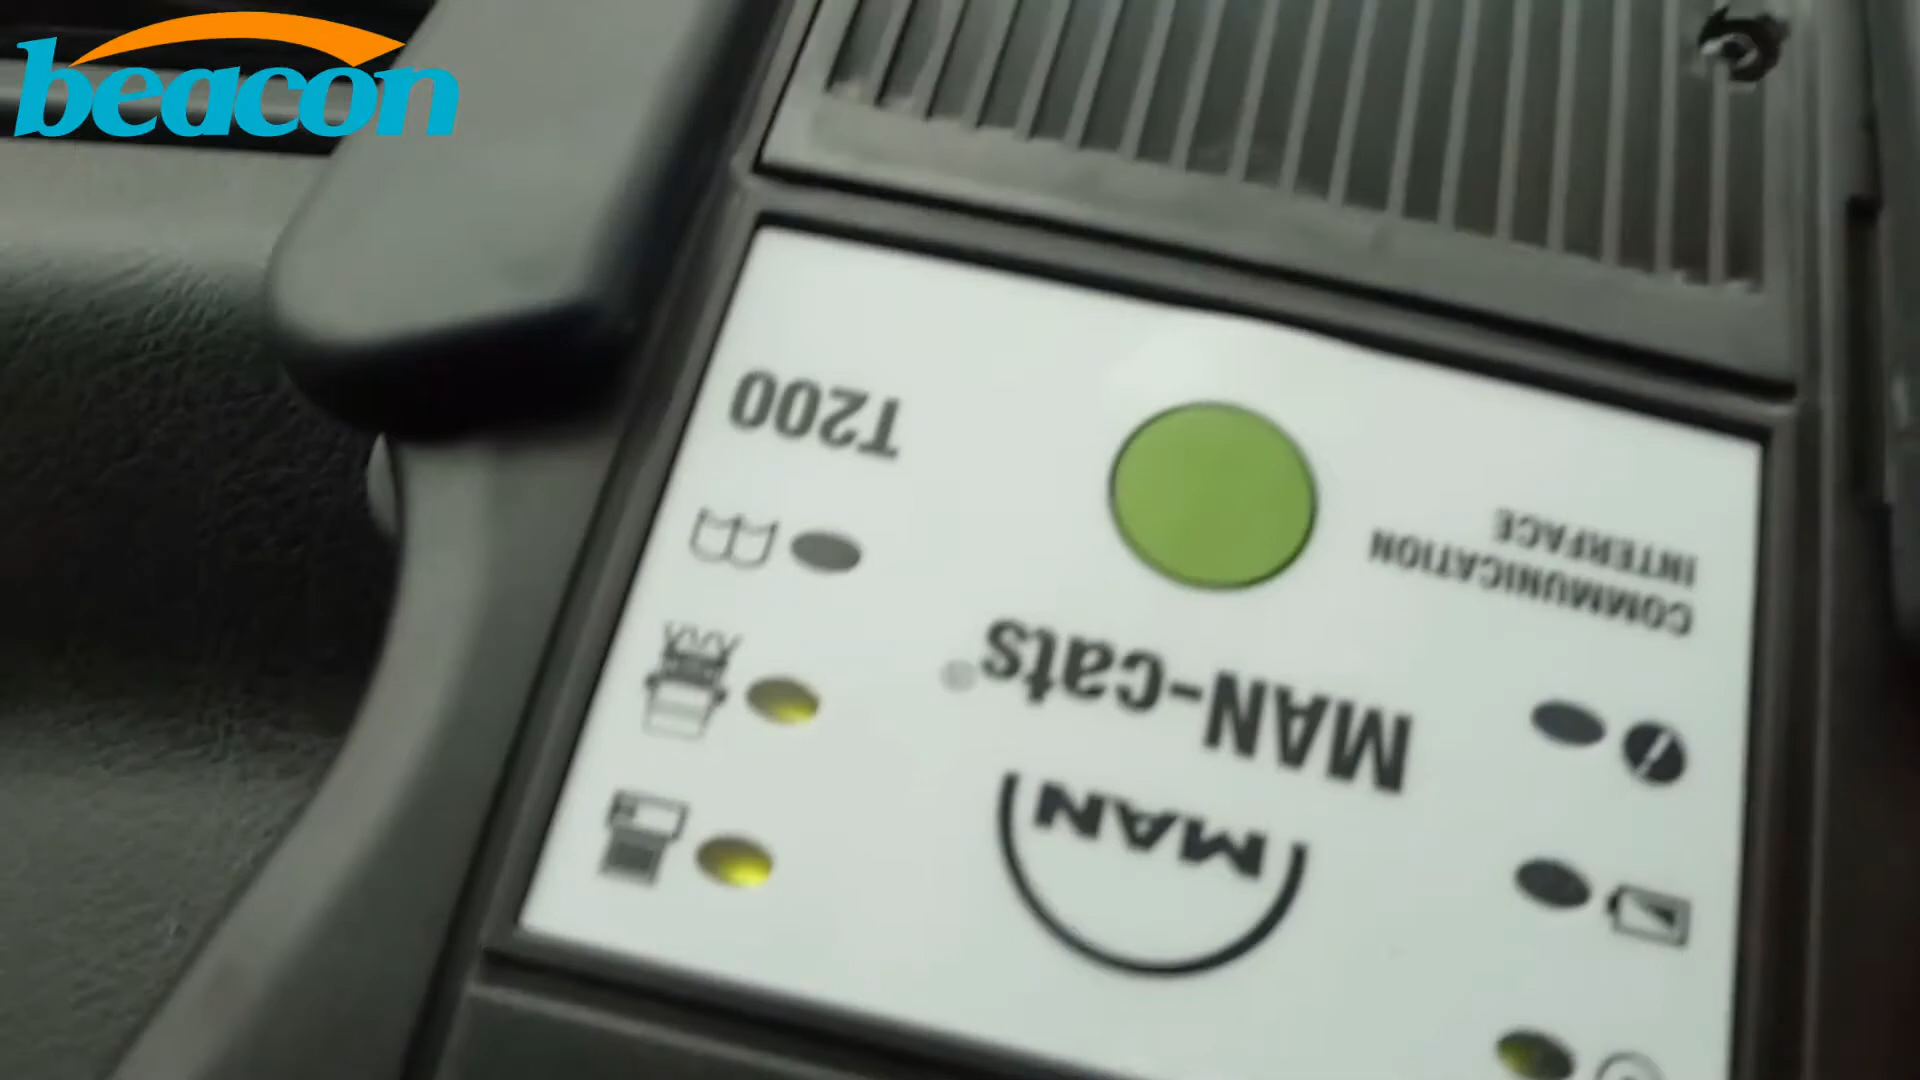 beacon
MAN
MAN-cats®
COMMUNICATION
INTERFACE
T200